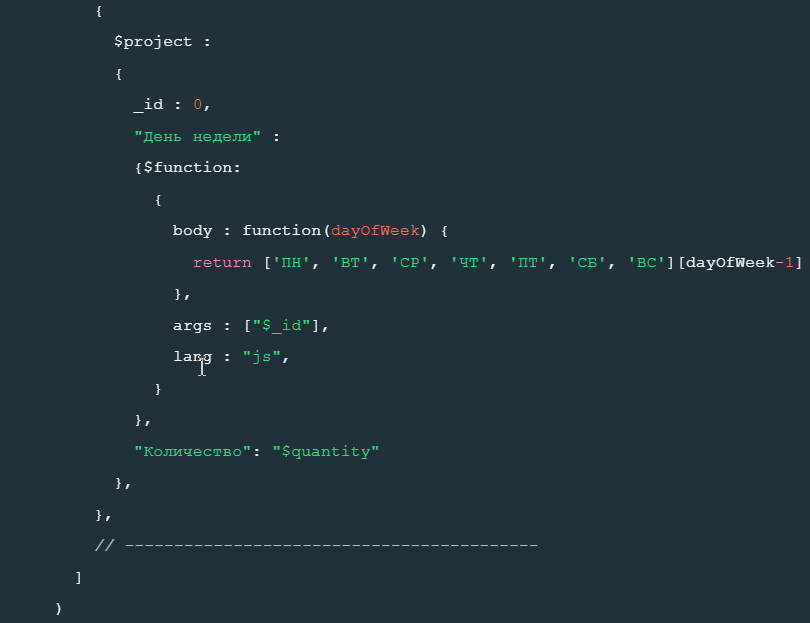 {
$project :
{
_id : 0,
"День недели" :
{$function:
{
body : function(dayOfWeek) {
return ['ПН', 'ВТ', 'СР', 'ЧТ', 'ПТ', 'СБ', 'ВС'][dayOfWeek-1]
},
args : ["$_id"],
lang : "js",
}
},
"Количество": "$quantity"
},
},
// ------------------------------------------
]
)